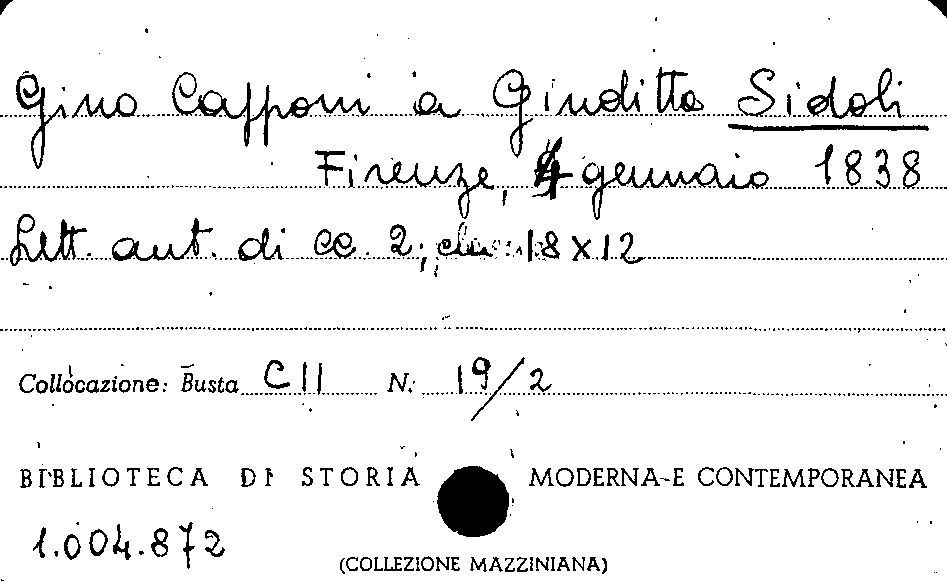 Gino Capponi a Giuditta Sidoli
Firenze, 4 gennaio 1838
Lett. aut. di cc. 2; 18 x 12
Collocazione: Busta C II N: 19/2
BIBLIOTECA DI STORIA MODERNA E CONTEMPORANEA
1.004.872
(COLLEZIONE MAZZINIANA)